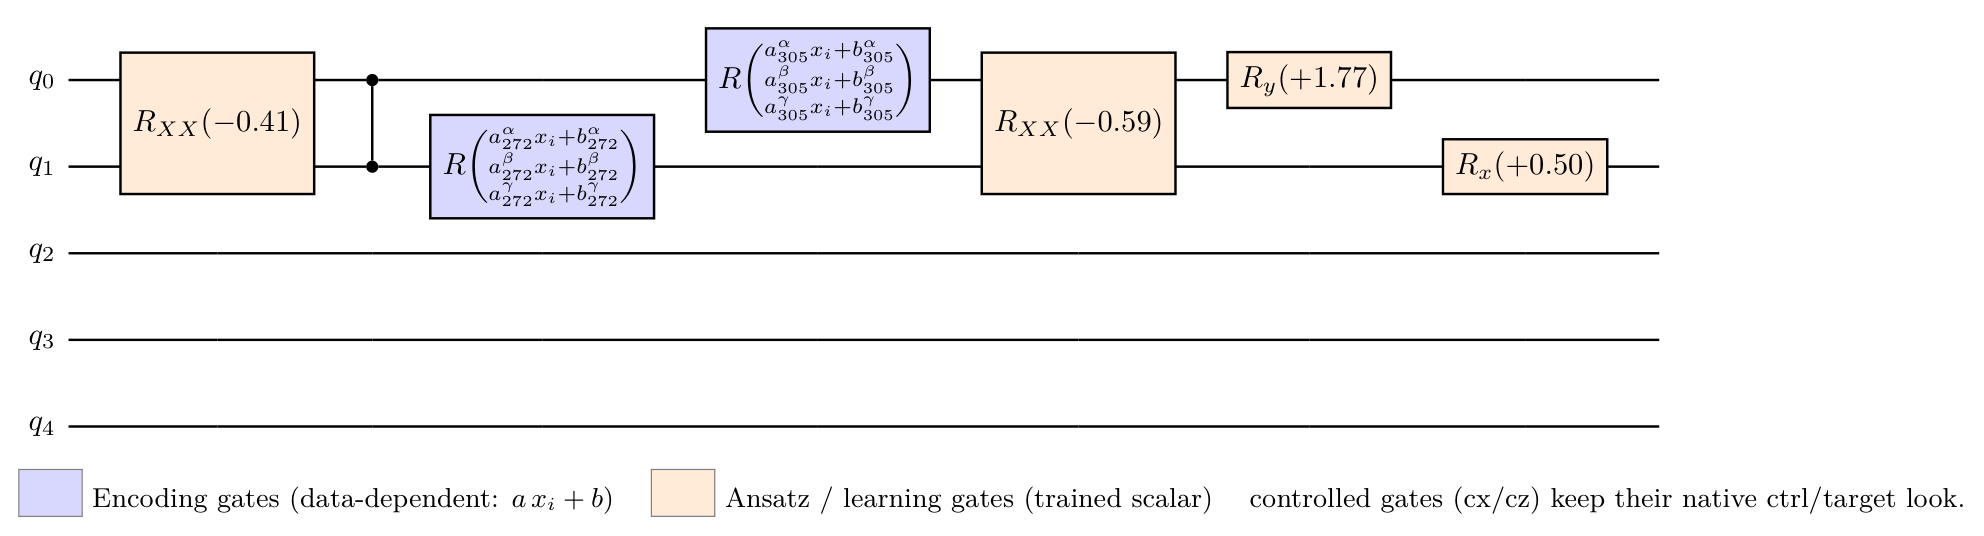 q₀ R_XX(−0.41) R(a^α_305 x_i+b^α_305 a^β_305 x_i+b^β_305 a^γ_305 x_i+b^γ_305) R_XX(−0.59) R_y(+1.77)
q₁ R(a^α_272 x_i+b^α_272 a^β_272 x_i+b^β_272 a^γ_272 x_i+b^γ_272) R_x(+0.50)
q₂
q₃
q₄
Encoding gates (data-dependent: a x_i + b) Ansatz / learning gates (trained scalar) controlled gates (cx/cz) keep their native ctrl/target look.